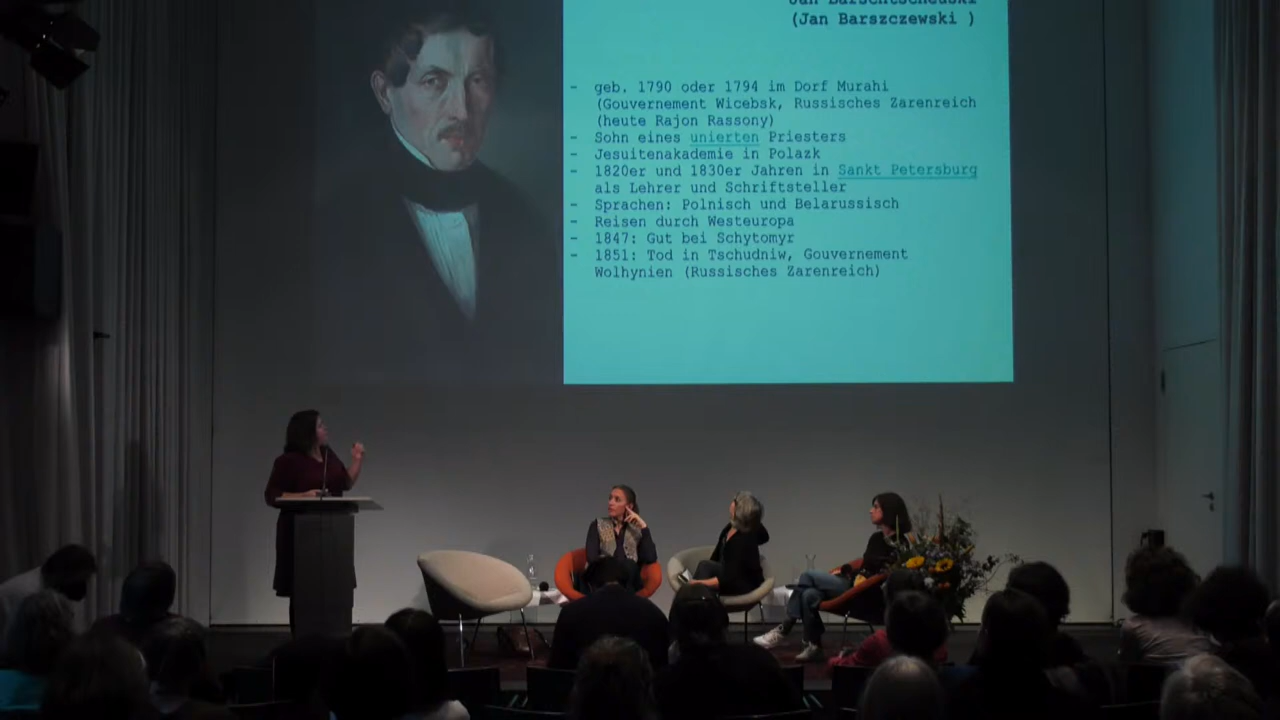 Jan Barschtscheuski
(Jan Barszczewski )
- geb. 1790 oder 1794 im Dorf Murahi
(Gouvernement Wicebsk, Russisches Zarenreich
(heute Rajon Rassony)
- Sohn eines unierten Priesters
- Jesuitenakademie in Polazk
- 1820er und 1830er Jahren in Sankt Petersburg
als Lehrer und Schriftsteller
- Sprachen: Polnisch und Belarussisch
- Reisen durch Westeuropa
- 1847: Gut bei Schytomyr
- 1851: Tod in Tschudniw, Gouvernement
Wolhynien (Russisches Zarenreich)